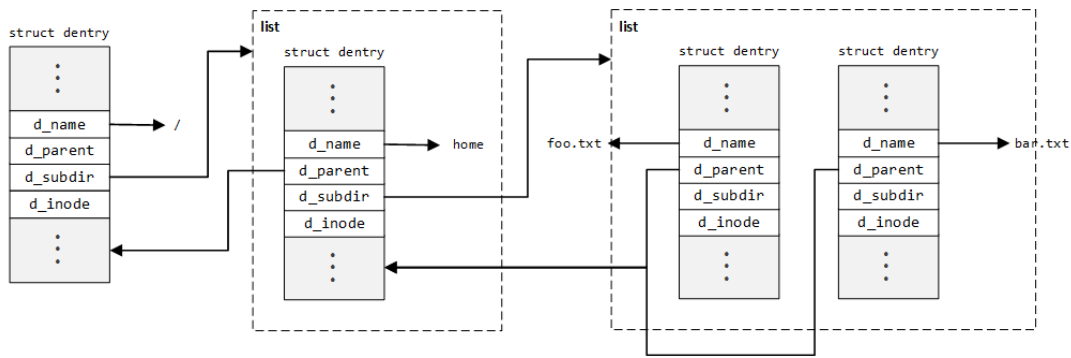 struct dentry
d_name
/
d_parent
d_subdir
d_inode
list
struct dentry
d_name
home
d_parent
d_subdir
d_inode
list
struct dentry
foo.txt
d_name
d_parent
d_subdir
d_inode
struct dentry
d_name
bar.txt
d_parent
d_subdir
d_inode